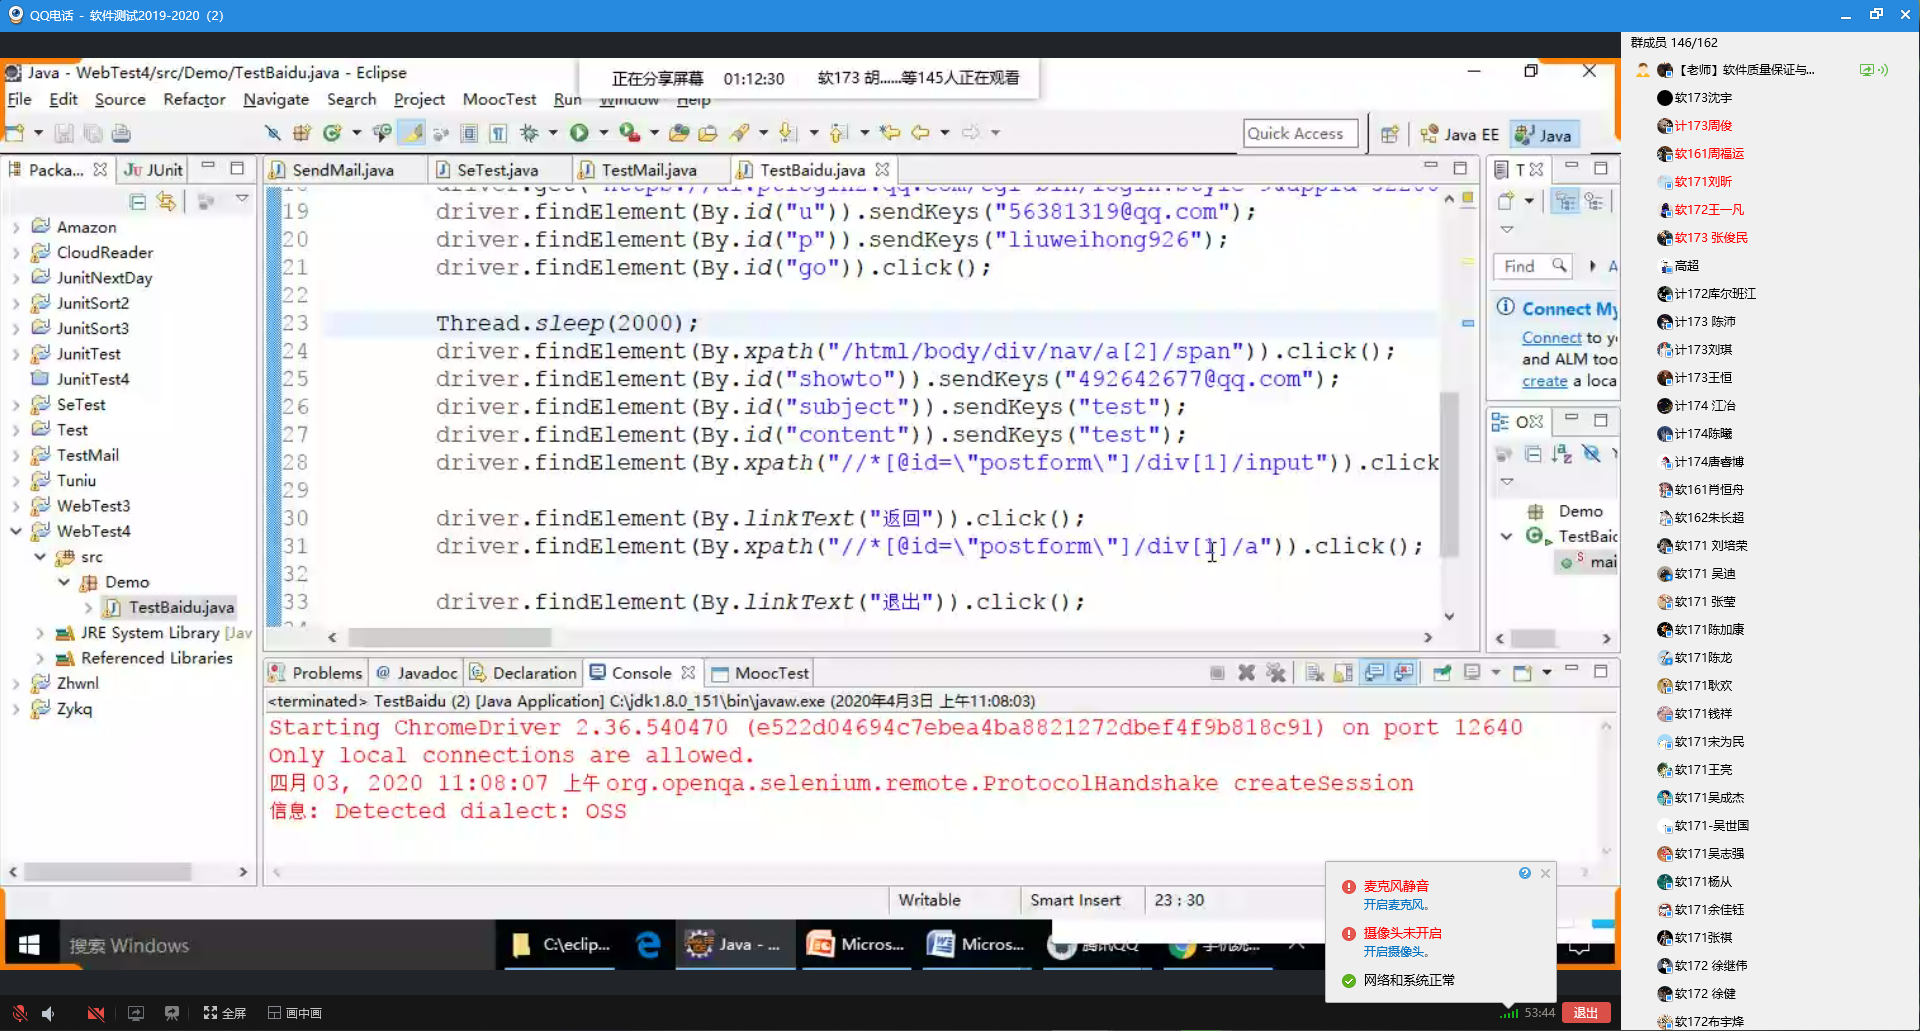 QQ电话 - 软件测试2019-2020（2）
群成员 146/162
Java - WebTest4/src/Demo/TestBaidu.java - Eclipse
正在分享屏幕 01:12:30 软173 胡......等145人正在观看
File Edit Source Refactor Navigate Search Project MoocTest Run Window Help
Quick Access Java EE Java
Packa... JUnit
SendMail.java SeTest.java TestMail.java TestBaidu.java
Amazon
CloudReader
JunitNextDay
JunitSort2
JunitSort3
JunitTest
JunitTest4
SeTest
Test
TestMail
Tuniu
WebTest3
WebTest4
src
Demo
TestBaidu.java
JRE System Library [Jav
Referenced Libraries
Zhwnl
Zykq
19 driver.findElement(By.id("u")).sendKeys("56381319@qq.com");
20 driver.findElement(By.id("p")).sendKeys("liuweihong926");
21 driver.findElement(By.id("go")).click();
22
23 Thread.sleep(2000);
24 driver.findElement(By.xpath("/html/body/div/nav/a[2]/span")).click();
25 driver.findElement(By.id("showto")).sendKeys("492642677@qq.com");
26 driver.findElement(By.id("subject")).sendKeys("test");
27 driver.findElement(By.id("content")).sendKeys("test");
28 driver.findElement(By.xpath("//*[@id=\"postform\"]/div[1]/input")).click
29
30 driver.findElement(By.linkText("返回")).click();
31 driver.findElement(By.xpath("//*[@id=\"postform\"]/div[1]/a")).click();
32
33 driver.findElement(By.linkText("退出")).click();
T
Find
A
Connect My
Connect to
and ALM too
create a loca
O
Demo
TestBaid
mai
Problems Javadoc Declaration Console MoocTest
<terminated> TestBaidu (2) [Java Application] C:\jdk1.8.0_151\bin\javaw.exe (2020年4月3日 上午11:08:03)
Starting ChromeDriver 2.36.540470 (e522d04694c7ebea4ba8821272dbef4f9b818c91) on port 12640
Only local connections are allowed.
四月 03, 2020 11:08:07 上午 org.openqa.selenium.remote.ProtocolHandshake createSession
信息: Detected dialect: OSS
Writable Smart Insert 23 : 30
搜索 Windows
C:\eclip...
Java - ...
Micros...
Micros...
腾讯QQ
麦克风静音
开启麦克风。
摄像头未开启
开启摄像头。
网络和系统正常
全屏 画中画
53:44 退出
【老师】软件质量保证与...
软173沈宇
计173周俊
软161周福运
软171刘昕
软172王一凡
软173 张俊民
高超
计172库尔班江
计173 陈沛
计173刘琪
计173王恒
计174 江冶
计174陈曦
计174唐睿博
软161肖恒舟
软162朱长超
软171 刘培荣
软171 吴迪
软171 张莹
软171陈加康
软171陈龙
软171耿欢
软171钱祥
软171宋为民
软171王亮
软171吴成杰
软171-吴世国
软171吴志强
软171杨从
软171余佳钰
软171张祺
软172 徐继伟
软172 徐健
软172布宇烽